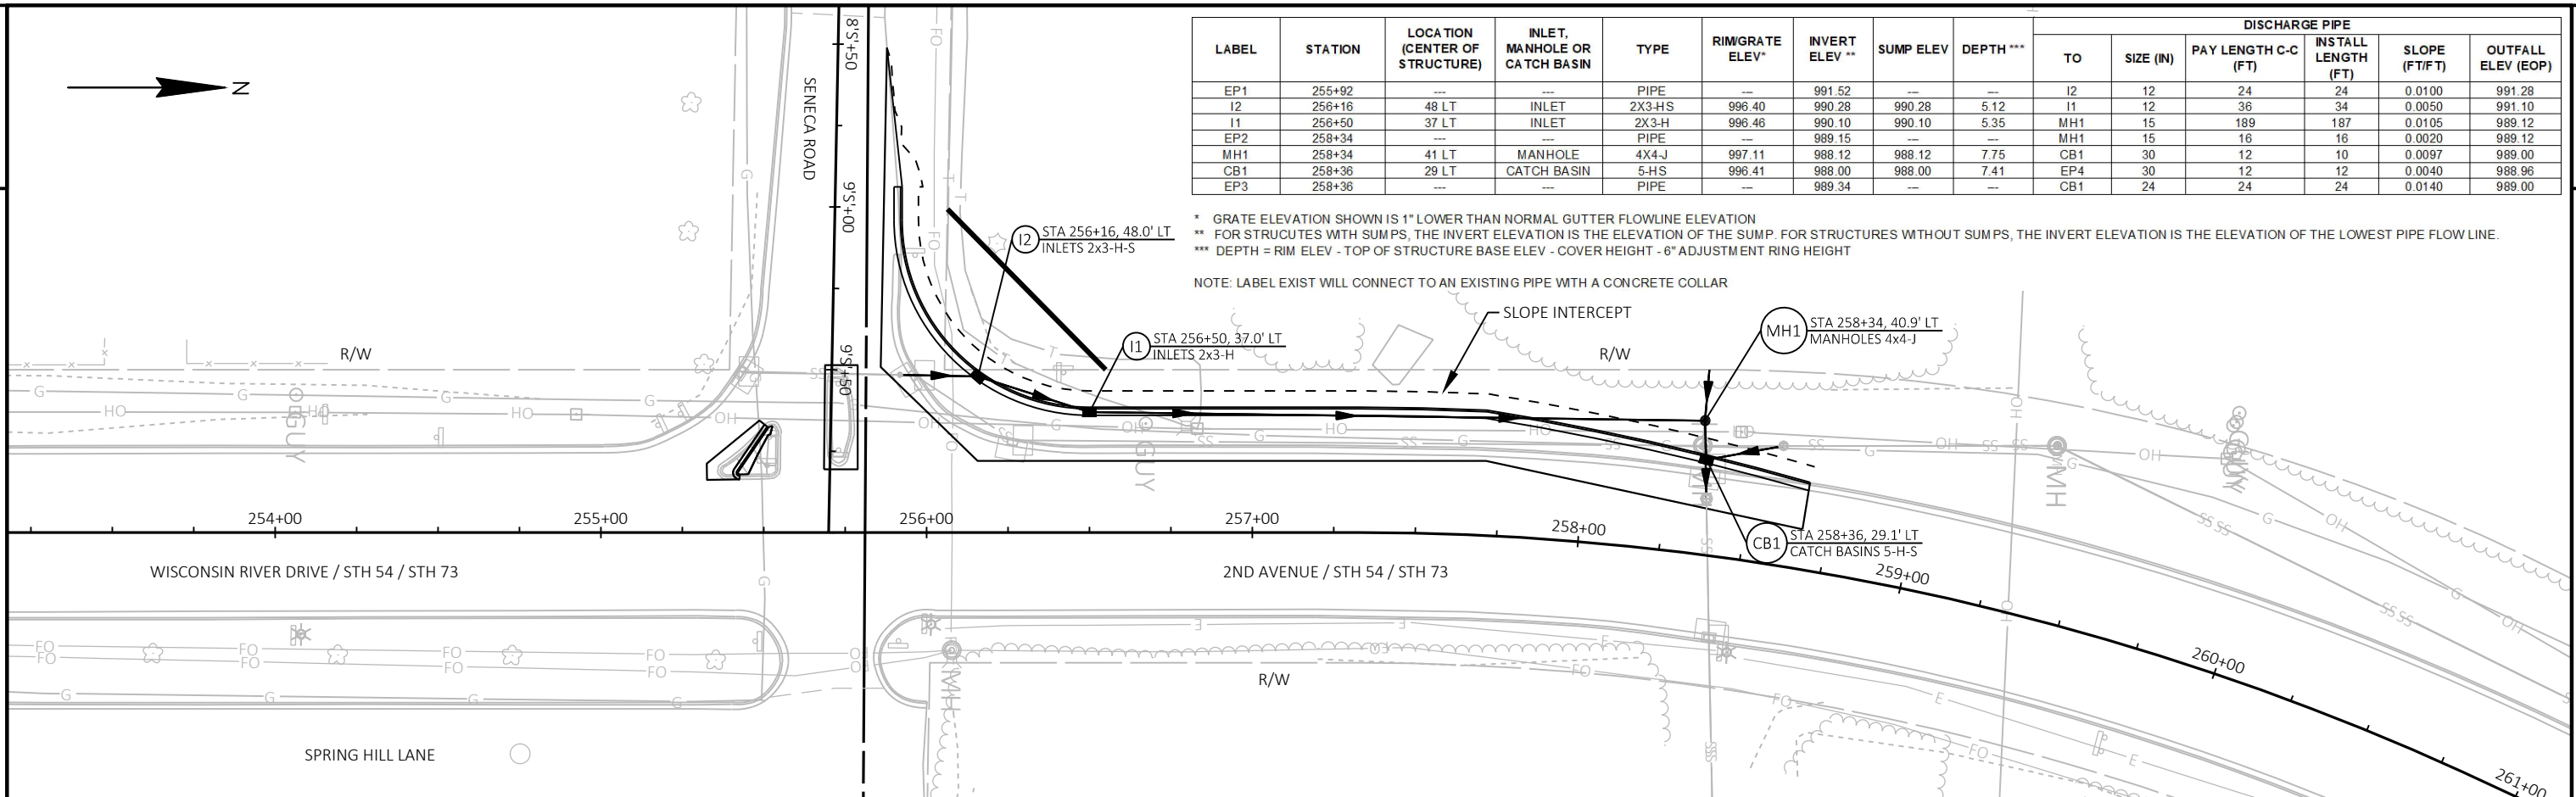 LABEL STATION LOCATION (CENTER OF STRUCTURE) INLET, MANHOLE OR CATCH BASIN TYPE RIM/GRATE ELEV* INVERT ELEV ** SUMP ELEV DEPTH *** DISCHARGE PIPE
TO SIZE (IN) PAY LENGTH C-C (FT) INSTALL LENGTH (FT) SLOPE (FT/FT) OUTFALL ELEV (EOP)
EP1 255+92 --- --- PIPE --- 991.52 --- --- I2 12 24 24 0.0100 991.28
I2 256+16 48 LT INLET 2X3-HS 996.40 990.28 990.28 5.12 I1 12 36 34 0.0050 991.10
I1 256+50 37 LT INLET 2X3-H 996.46 990.10 990.10 5.35 MH1 15 189 187 0.0105 989.12
EP2 258+34 --- --- PIPE --- 989.15 --- --- MH1 15 16 16 0.0020 989.12
MH1 258+34 41 LT MANHOLE 4X4-J 997.11 988.12 988.12 7.75 CB1 30 12 10 0.0097 989.00
CB1 258+36 29 LT CATCH BASIN 5-HS 996.41 988.00 988.00 7.41 EP4 30 12 12 0.0040 988.96
EP3 258+36 --- --- PIPE --- 989.34 --- --- CB1 24 24 24 0.0140 989.00
* GRATE ELEVATION SHOWN IS 1" LOWER THAN NORMAL GUTTER FLOWLINE ELEVATION
** FOR STRUCUTES WITH SUMPS, THE INVERT ELEVATION IS THE ELEVATION OF THE SUMP. FOR STRUCTURES WITHOUT SUMPS, THE INVERT ELEVATION IS THE ELEVATION OF THE LOWEST PIPE FLOW LINE.
*** DEPTH = RIM ELEV - TOP OF STRUCTURE BASE ELEV - COVER HEIGHT - 6" ADJUSTMENT RING HEIGHT
NOTE: LABEL EXIST WILL CONNECT TO AN EXISTING PIPE WITH A CONCRETE COLLAR
N
SENECA ROAD
8'S'+50
9'S'+00
9'S'+50
I2
STA 256+16, 48.0' LT
INLETS 2x3-H-S
I1
STA 256+50, 37.0' LT
INLETS 2x3-H
SLOPE INTERCEPT
MH1
STA 258+34, 40.9' LT
MANHOLES 4x4-J
R/W
R/W
GUY
GUY
MH
CB1
STA 258+36, 29.1' LT
CATCH BASINS 5-H-S
254+00
255+00
256+00
257+00
258+00
259+00
260+00
261+00
WISCONSIN RIVER DRIVE / STH 54 / STH 73
2ND AVENUE / STH 54 / STH 73
R/W
SPRING HILL LANE